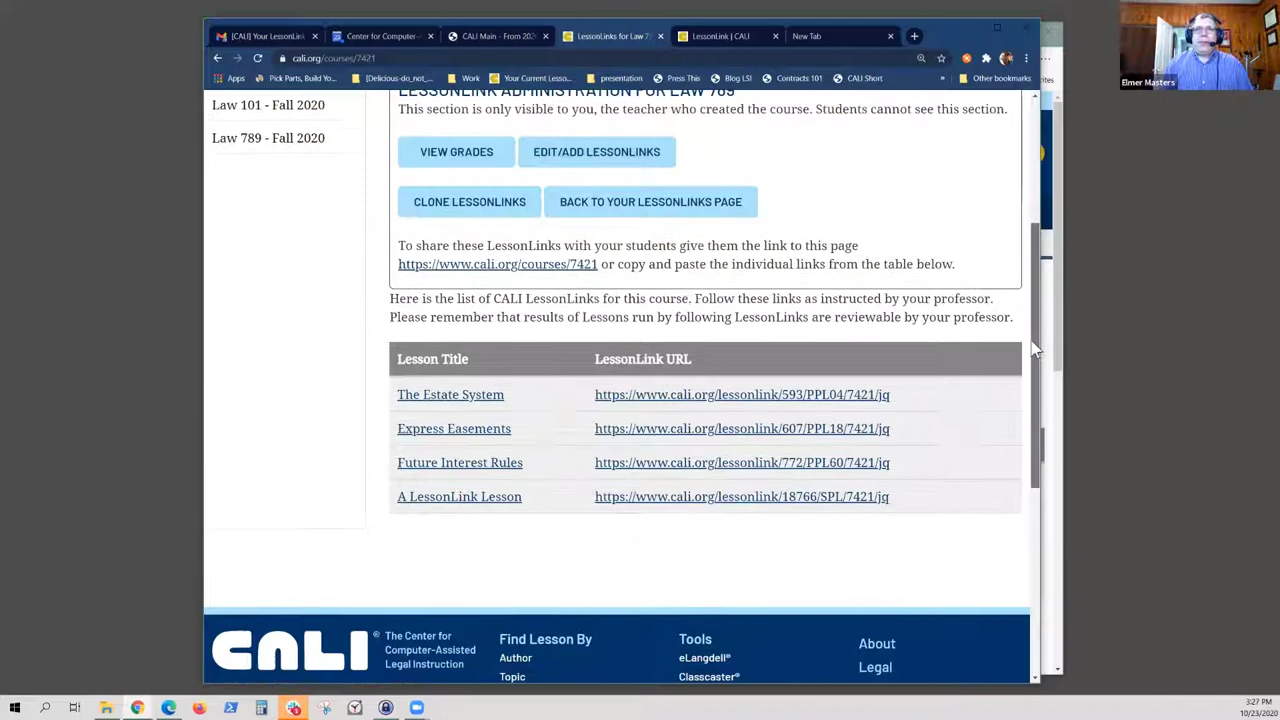 [CALI] Your LessonLink
Center for Computer-
CALI Main - From 202
LessonLinks for Law 7
LessonLink | CALI
New Tab
cali.org/courses/7421
Apps
Pick Parts, Build Yo...
[Delicious-do_not_...
Work
Your Current Lesso...
presentation
Press This
Blog LSI
Contracts 101
CALI Short
»
Other bookmarks
Elmer Masters
Law 101 - Fall 2020
Law 789 - Fall 2020
LESSONLINK ADMINISTRATION FOR LAW 789
This section is only visible to you, the teacher who created the course. Students cannot see this section.
VIEW GRADES
EDIT/ADD LESSONLINKS
CLONE LESSONLINKS
BACK TO YOUR LESSONLINKS PAGE
To share these LessonLinks with your students give them the link to this page
https://www.cali.org/courses/7421 or copy and paste the individual links from the table below.
Here is the list of CALI LessonLinks for this course. Follow these links as instructed by your professor.
Please remember that results of Lessons run by following LessonLinks are reviewable by your professor.
Lesson Title
LessonLink URL
The Estate System
https://www.cali.org/lessonlink/593/PPL04/7421/jq
Express Easements
https://www.cali.org/lessonlink/607/PPL18/7421/jq
Future Interest Rules
https://www.cali.org/lessonlink/772/PPL60/7421/jq
A LessonLink Lesson
https://www.cali.org/lessonlink/18766/SPL/7421/jq
CALI®
The Center for
Computer-Assisted
Legal Instruction
Find Lesson By
Author
Topic
Tools
eLangdell®
Classcaster®
About
Legal
3:27 PM
10/23/2020